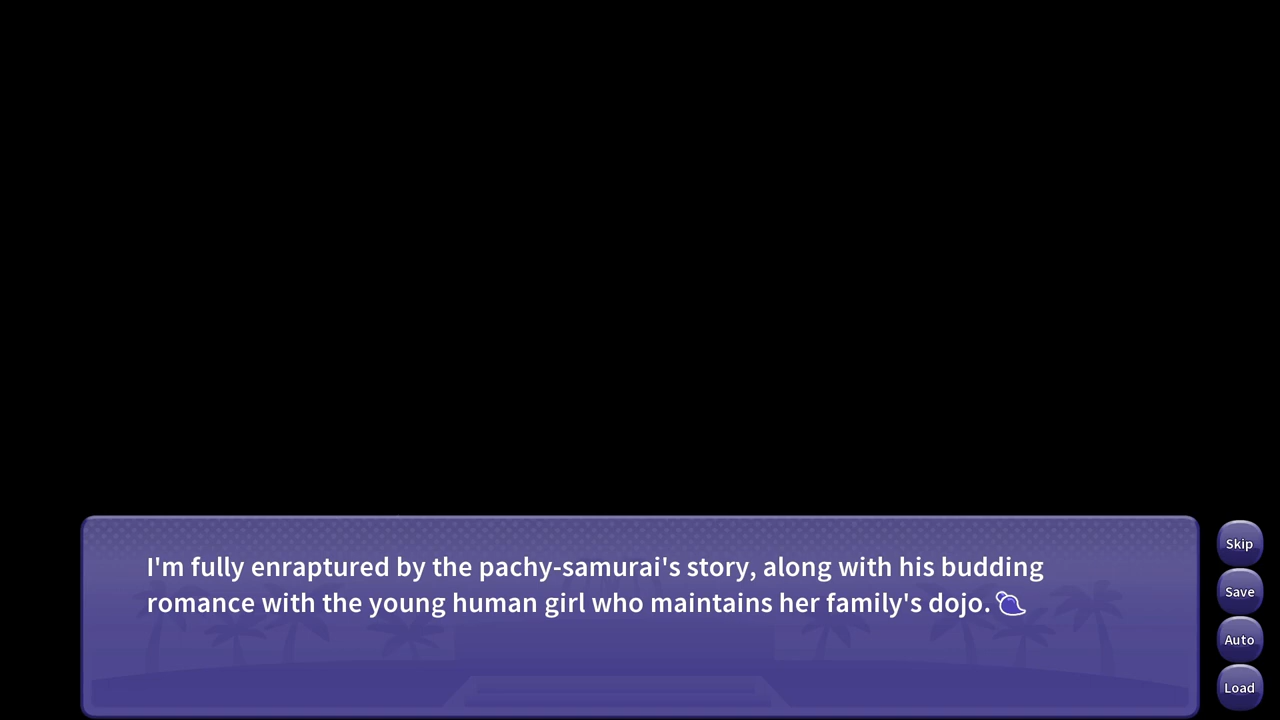 I'm fully enraptured by the pachy-samurai's story, along with his budding
romance with the young human girl who maintains her family's dojo.
Skip
Save
Auto
Load